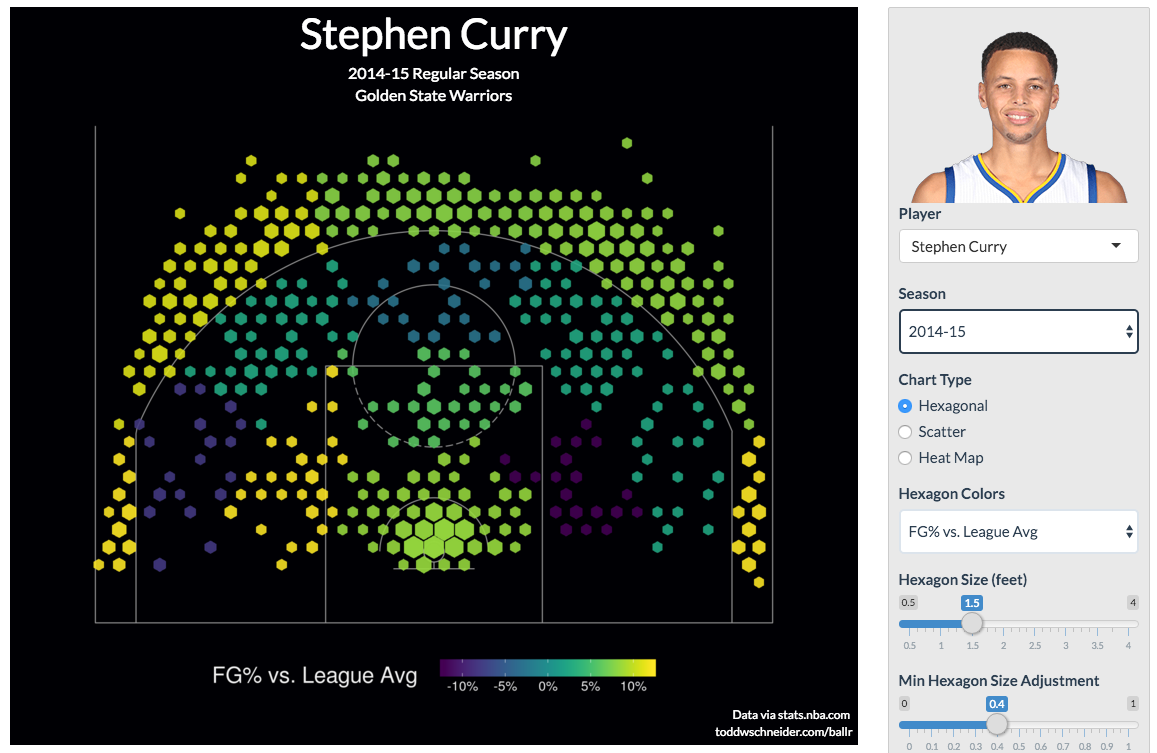 Stephen Curry
2014-15 Regular Season
Golden State Warriors
FG% vs. League Avg
-10% -5% 0% 5% 10%
Data via stats.nba.com
toddwschneider.com/ballr
Player
Stephen Curry
Season
2014-15
Chart Type
Hexagonal
Scatter
Heat Map
Hexagon Colors
FG% vs. League Avg
Hexagon Size (feet)
0.5 1.5 4
0.5 1 1.5 2 2.5 3 3.5 4
Min Hexagon Size Adjustment
0 0.4 1
0 0.1 0.2 0.3 0.4 0.5 0.6 0.7 0.8 0.9 1